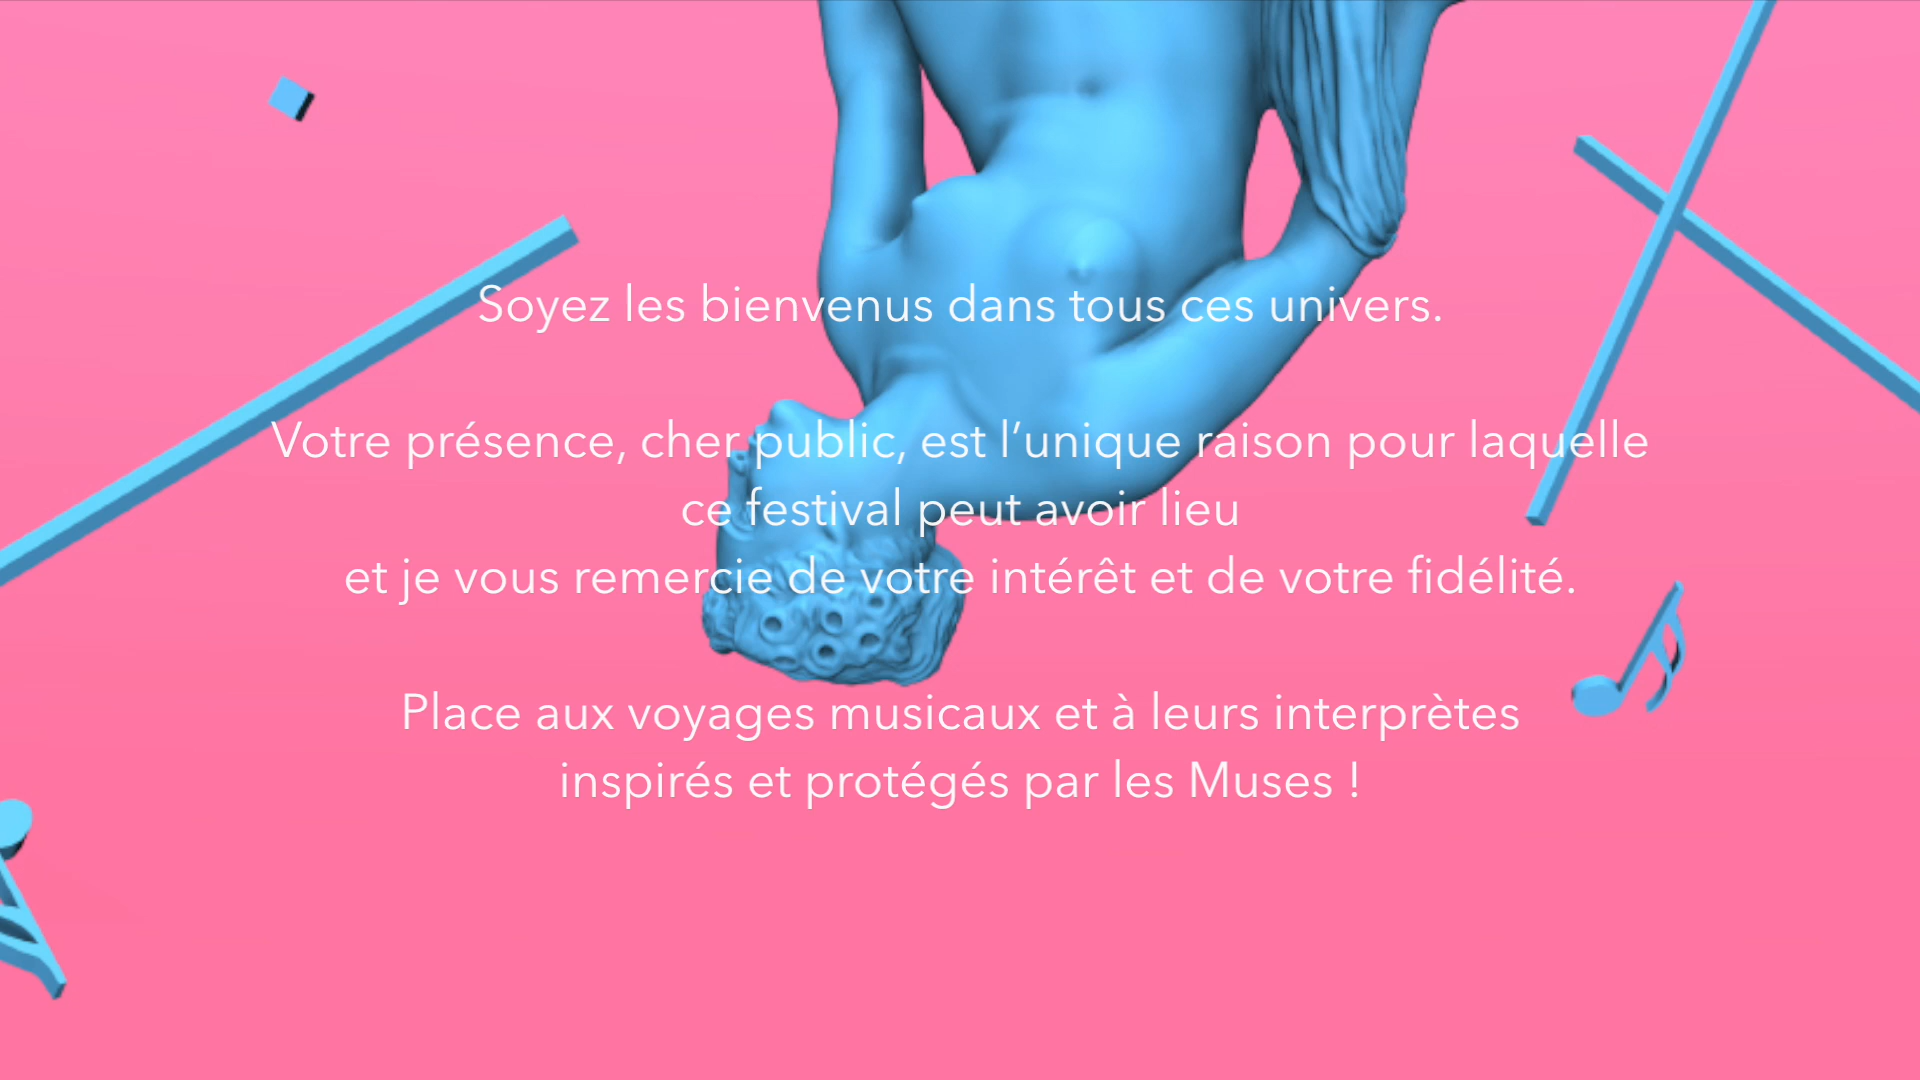 Soyez les bienvenus dans tous ces univers.
Votre présence, cher public, est l’unique raison pour laquelle
ce festival peut avoir lieu
et je vous remercie de votre intérêt et de votre fidélité.
Place aux voyages musicaux et à leurs interprètes
inspirés et protégés par les Muses !